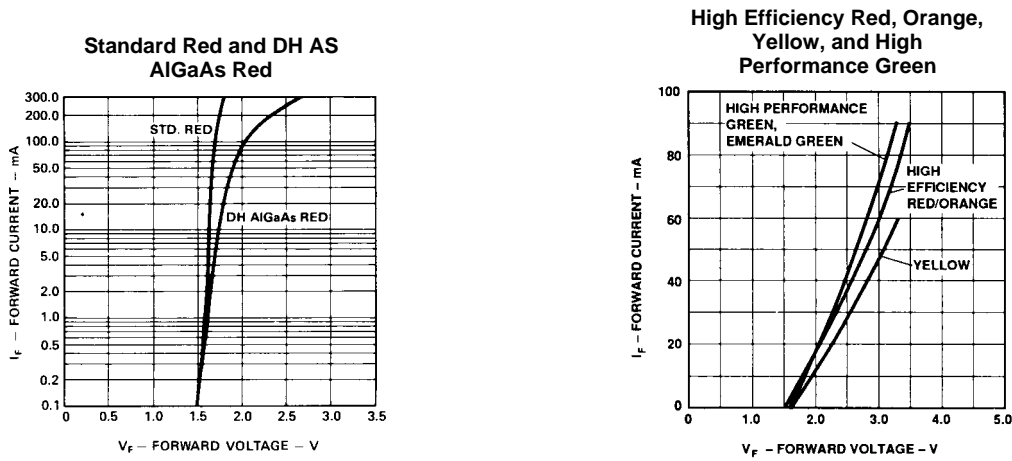 Standard Red and DH AS
AlGaAs Red
300.0
200.0
100.0
50.0
20.0
10.0
5.0
2.0
1.0
0.5
0.2
0.1
STD. RED
DH AlGaAs RED
0 0.5 1.0 1.5 2.0 2.5 3.0 3.5
I_F – FORWARD CURRENT – mA
V_F – FORWARD VOLTAGE – V
High Efficiency Red, Orange,
Yellow, and High
Performance Green
100
80
60
40
20
0
HIGH PERFORMANCE
GREEN,
EMERALD GREEN
HIGH
EFFICIENCY
RED/ORANGE
YELLOW
0 1.0 2.0 3.0 4.0 5.0
I_F – FORWARD CURRENT – mA
V_F – FORWARD VOLTAGE – V